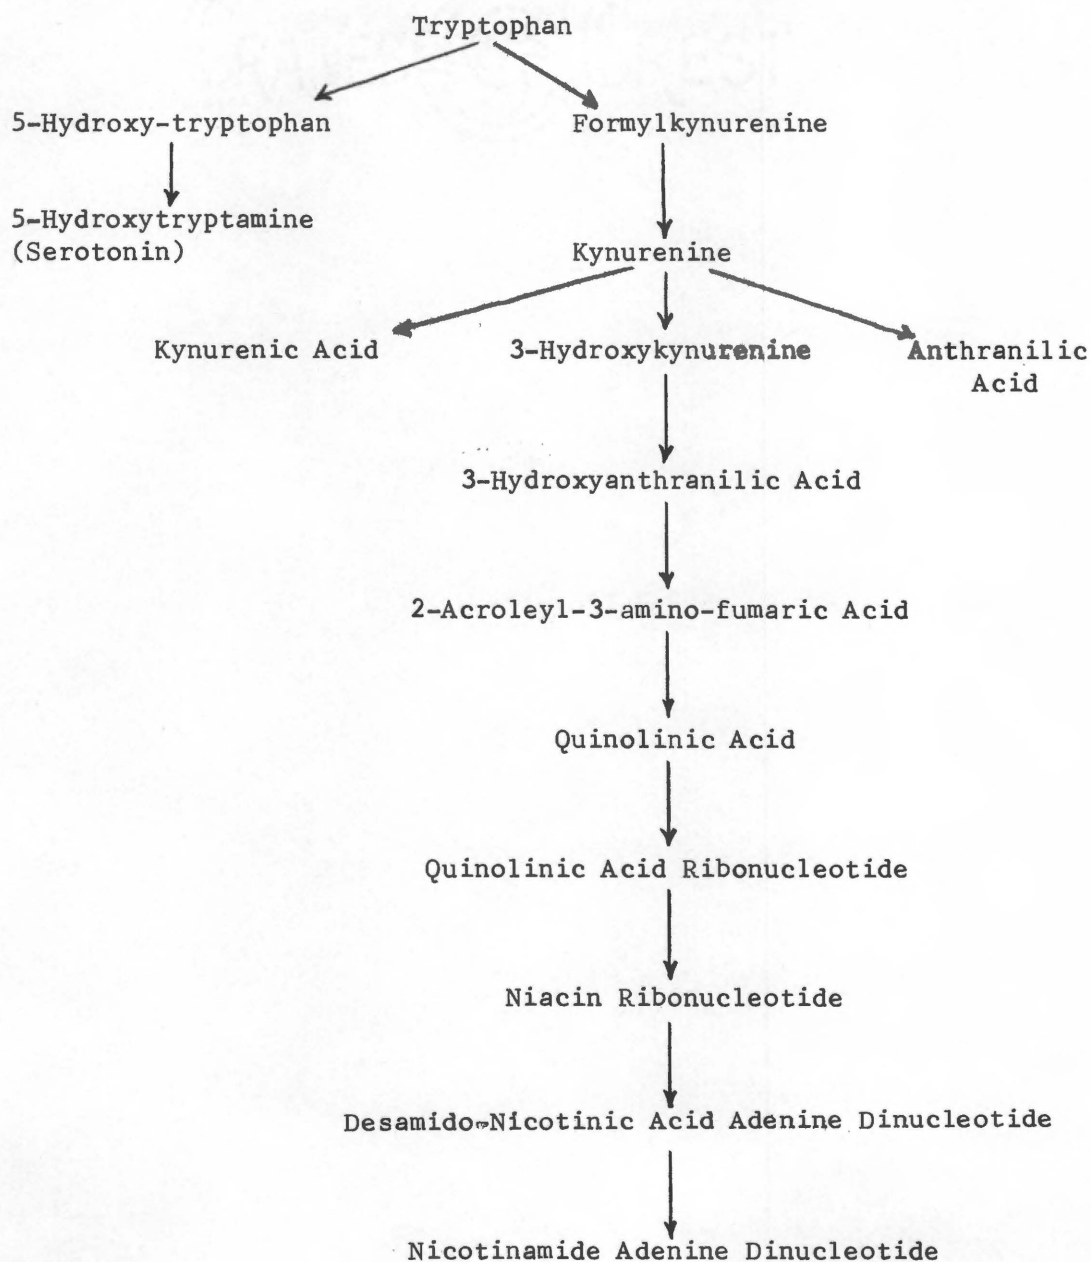 Tryptophan
5-Hydroxy-tryptophan
Formylkynurenine
5-Hydroxytryptamine
(Serotonin)
Kynurenine
Kynurenic Acid
3-Hydroxykynurenine
Anthranilic
Acid
3-Hydroxyanthranilic Acid
2-Acroleyl-3-amino-fumaric Acid
Quinolinic Acid
Quinolinic Acid Ribonucleotide
Niacin Ribonucleotide
Desamido-Nicotinic Acid Adenine Dinucleotide
Nicotinamide Adenine Dinucleotide